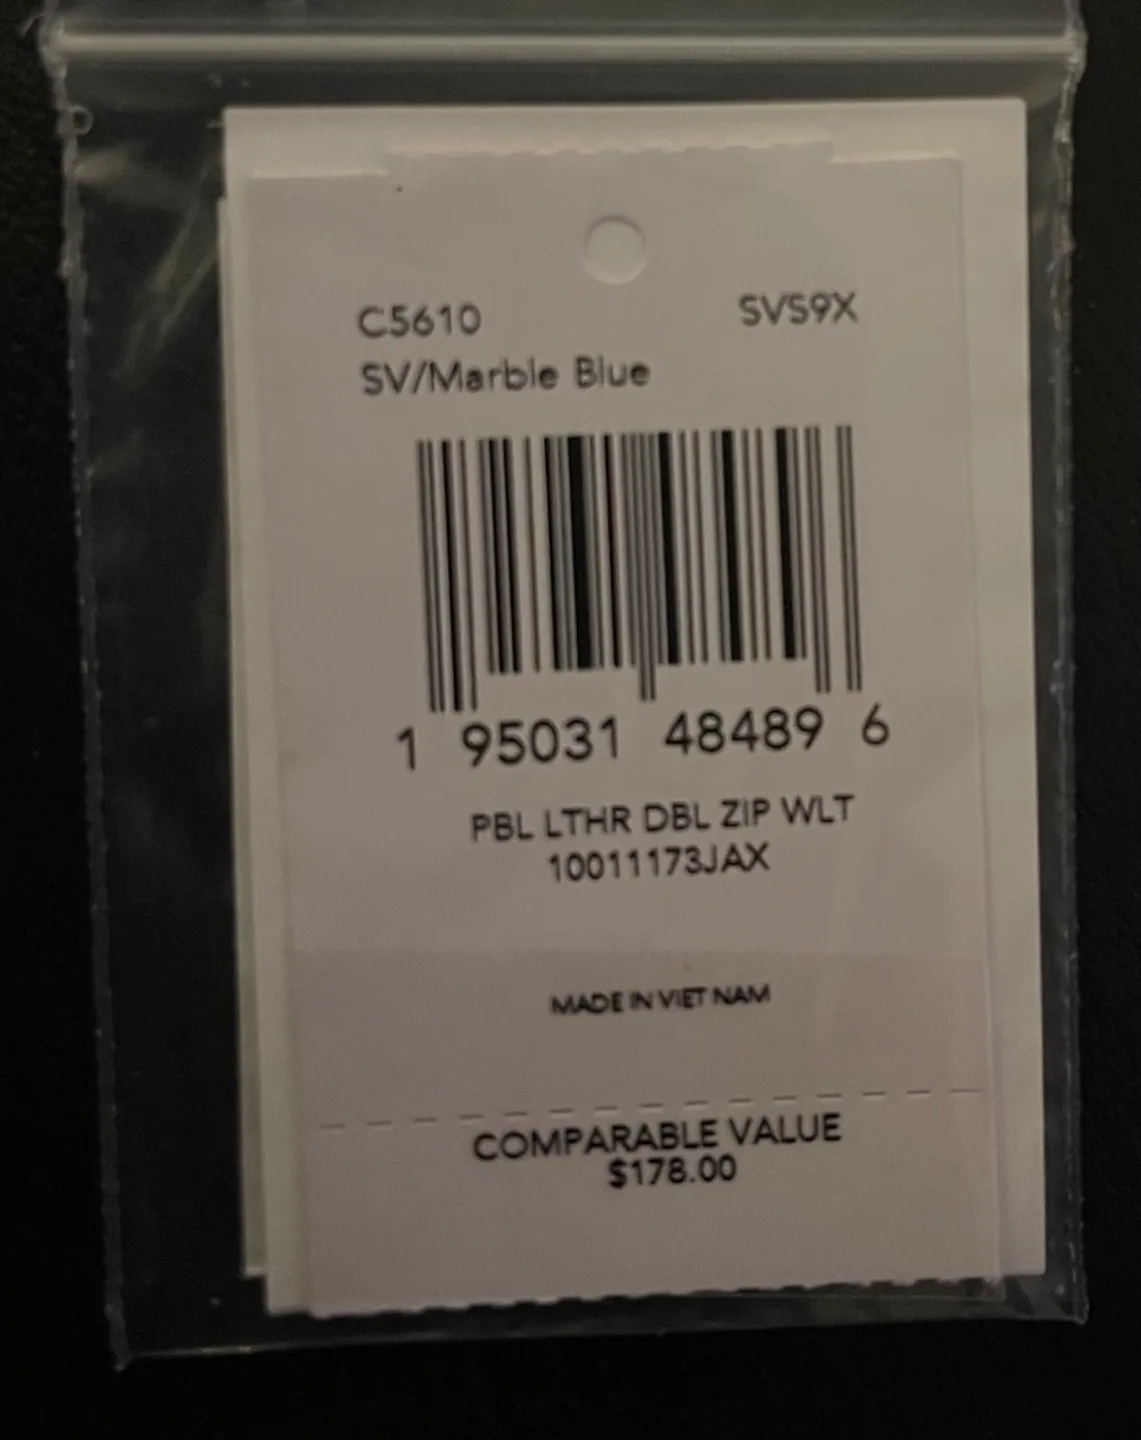 C5610 SVS9X
SV/Marble Blue
1 95031 48489 6
PBL LTHR DBL ZIP WLT
10011173JAX
MADE IN VIET NAM
COMPARABLE VALUE
$178.00